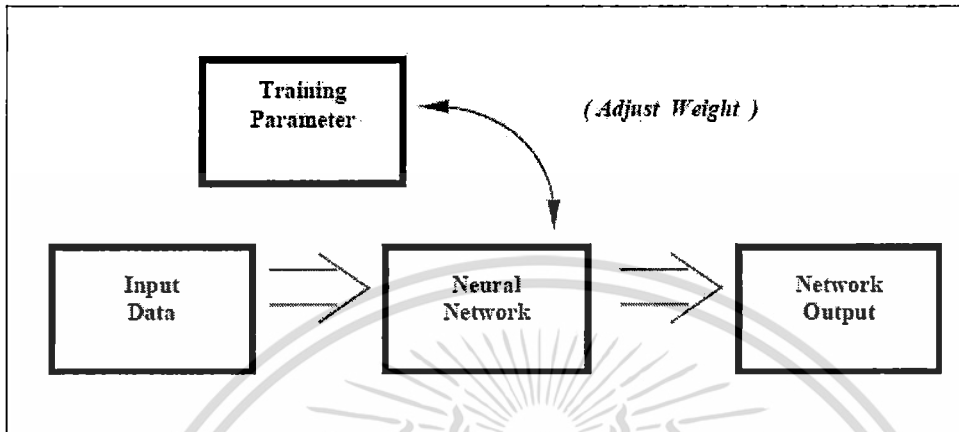 Training
Parameter
( Adjust Weight )
Input
Data
Neural
Network
Network
Output